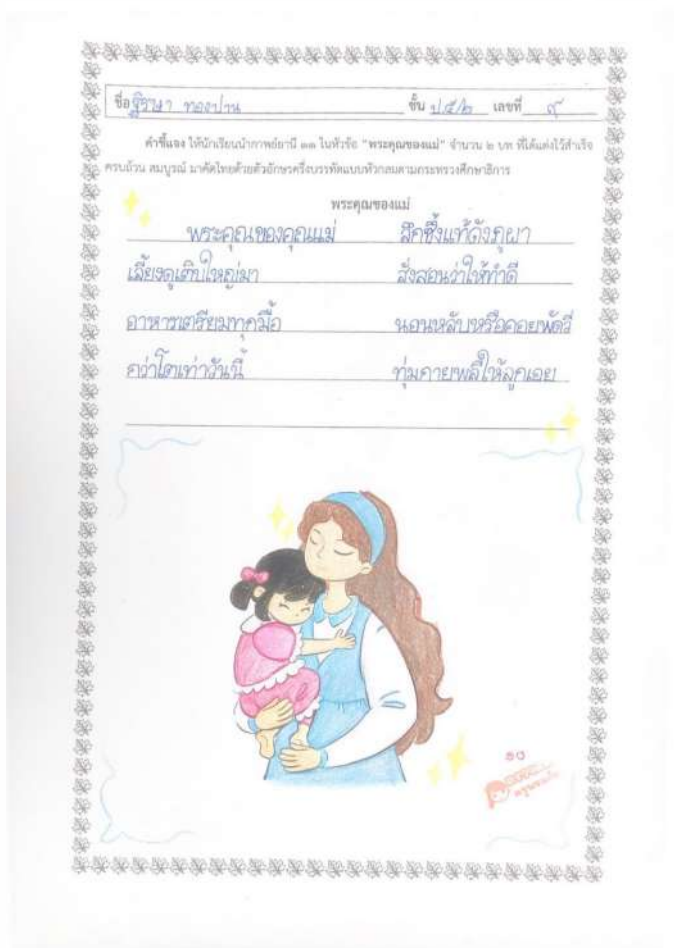 ชื่อ ฐิรษา ทองปาน ชั้น ป.๕/๒ เลขที่ ๙
คำชี้แจง ให้นักเรียนนำกาพย์ยานี ๑๑ ในหัวข้อ "พระคุณของแม่" จำนวน ๒ บท ที่ได้แต่งไว้สำเร็จ
ครบถ้วน สมบูรณ์ มาคัดไทยด้วยตัวอักษรครึ่งบรรทัดแบบหัวกลมตามกระทรวงศึกษาธิการ
พระคุณของแม่
พระคุณของคุณแม่ ลึกซึ้งแท้ดังภูผา
เลี้ยงดูเติบใหญ่มา สั่งสอนว่าให้ทำดี
อาหารเตรียมทุกมื้อ นอนหลับหรือคอยพัดวี
กว่าโตเท่าวันนี้ ทุ่มกายพลีให้ลูกเอย
๑๐